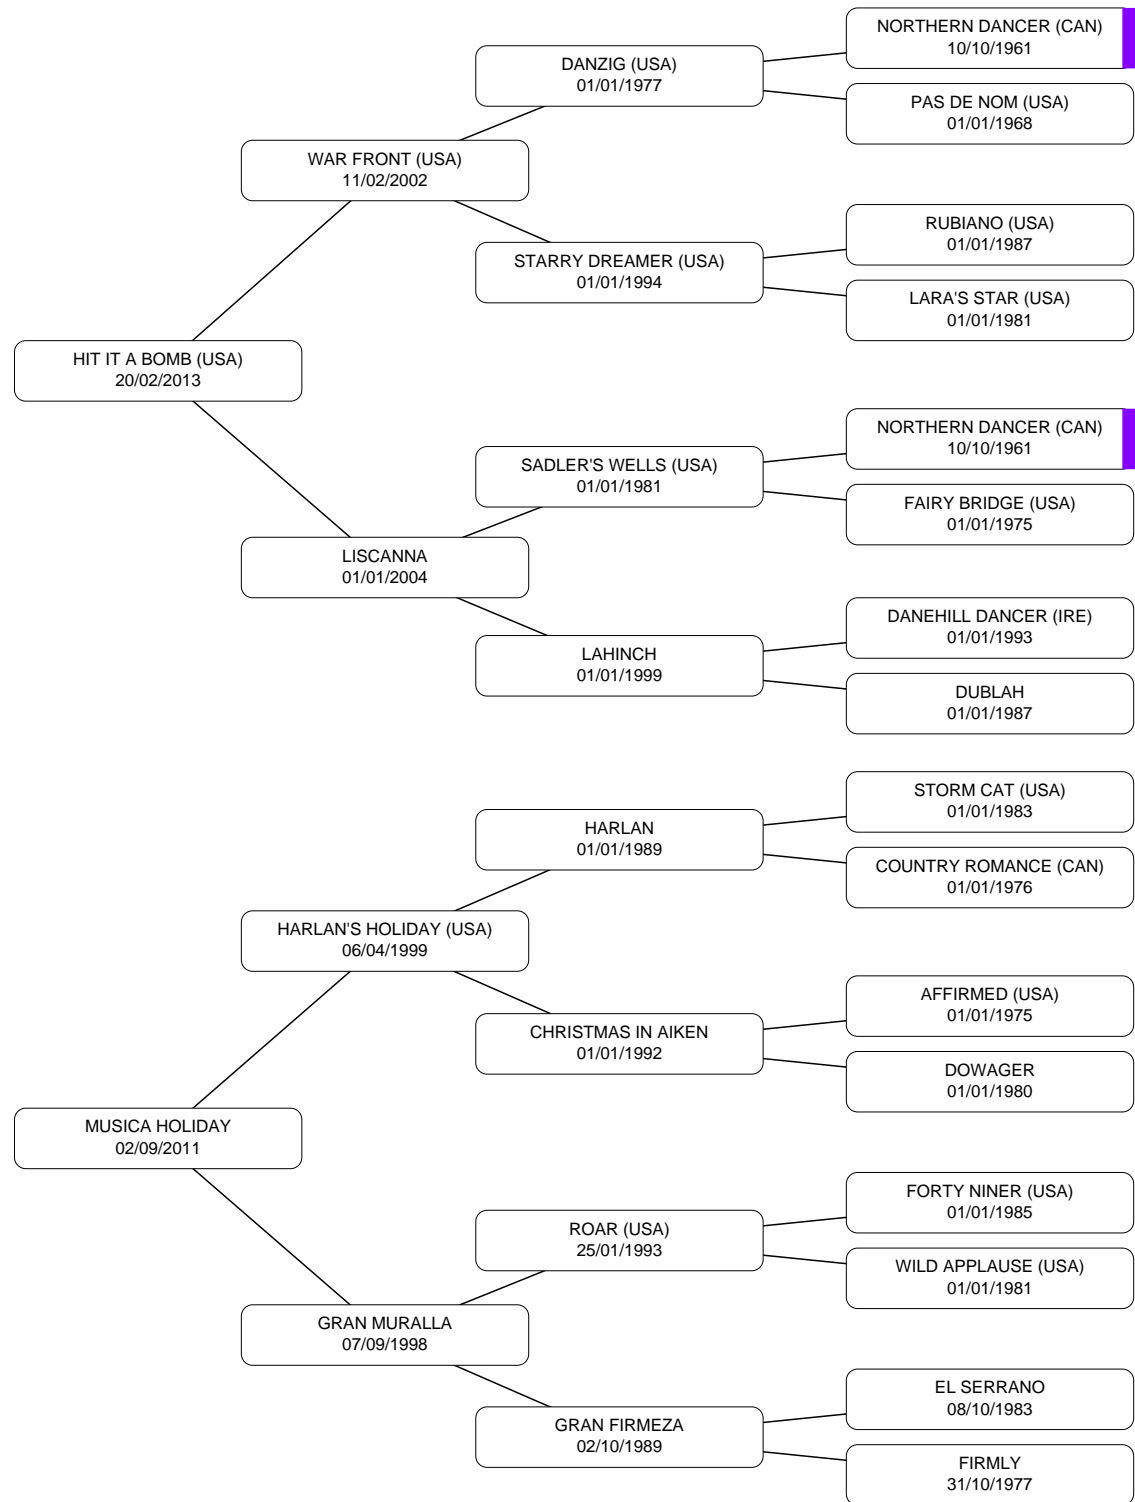 NORTHERN DANCER (CAN)
10/10/1961
DANZIG (USA)
01/01/1977
PAS DE NOM (USA)
01/01/1968
WAR FRONT (USA)
11/02/2002
RUBIANO (USA)
01/01/1987
STARRY DREAMER (USA)
01/01/1994
LARA'S STAR (USA)
01/01/1981
HIT IT A BOMB (USA)
20/02/2013
NORTHERN DANCER (CAN)
10/10/1961
SADLER'S WELLS (USA)
01/01/1981
FAIRY BRIDGE (USA)
01/01/1975
LISCANNA
01/01/2004
DANEHILL DANCER (IRE)
01/01/1993
LAHINCH
01/01/1999
DUBLAH
01/01/1987
STORM CAT (USA)
01/01/1983
HARLAN
01/01/1989
COUNTRY ROMANCE (CAN)
01/01/1976
HARLAN'S HOLIDAY (USA)
06/04/1999
AFFIRMED (USA)
01/01/1975
CHRISTMAS IN AIKEN
01/01/1992
DOWAGER
01/01/1980
MUSICA HOLIDAY
02/09/2011
FORTY NINER (USA)
01/01/1985
ROAR (USA)
25/01/1993
WILD APPLAUSE (USA)
01/01/1981
GRAN MURALLA
07/09/1998
EL SERRANO
08/10/1983
GRAN FIRMEZA
02/10/1989
FIRMLY
31/10/1977